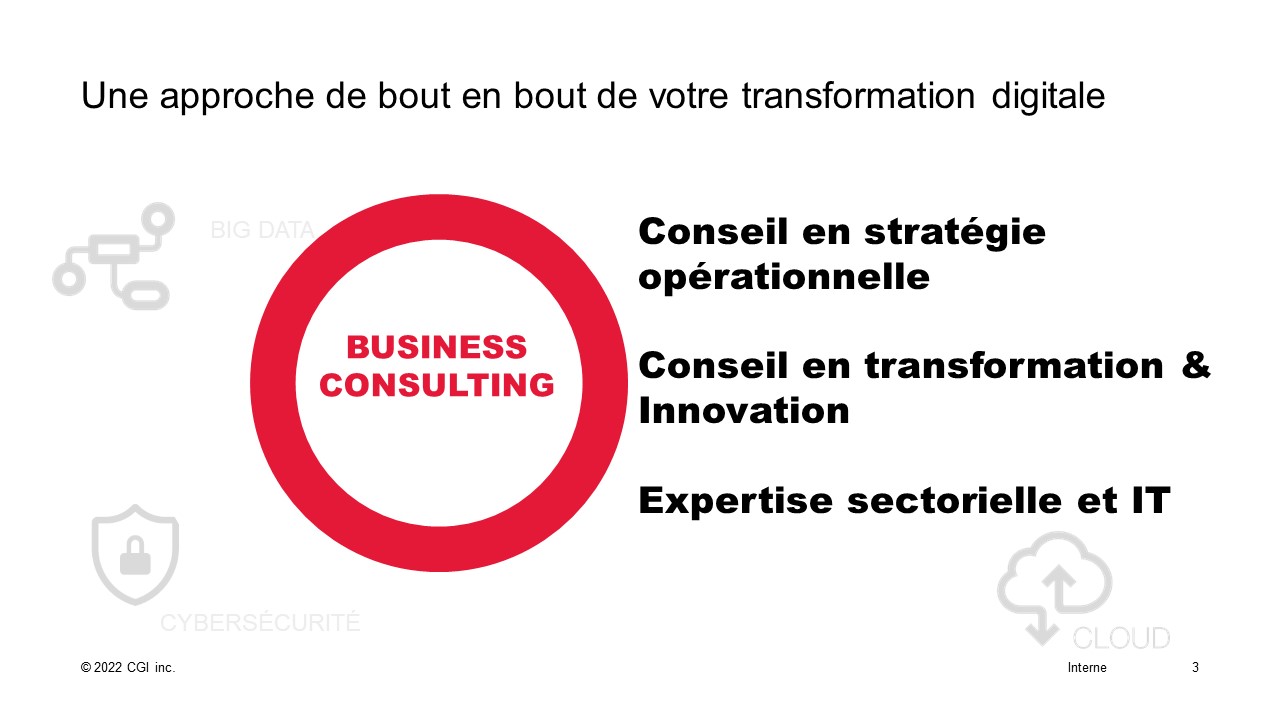 Une approche de bout en bout de votre transformation digitale
BIG DATA
BUSINESS
CONSULTING
Conseil en stratégie
opérationnelle
Conseil en transformation &
Innovation
Expertise sectorielle et IT
CYBERSÉCURITÉ
CLOUD
© 2022 CGI inc.
Interne
3